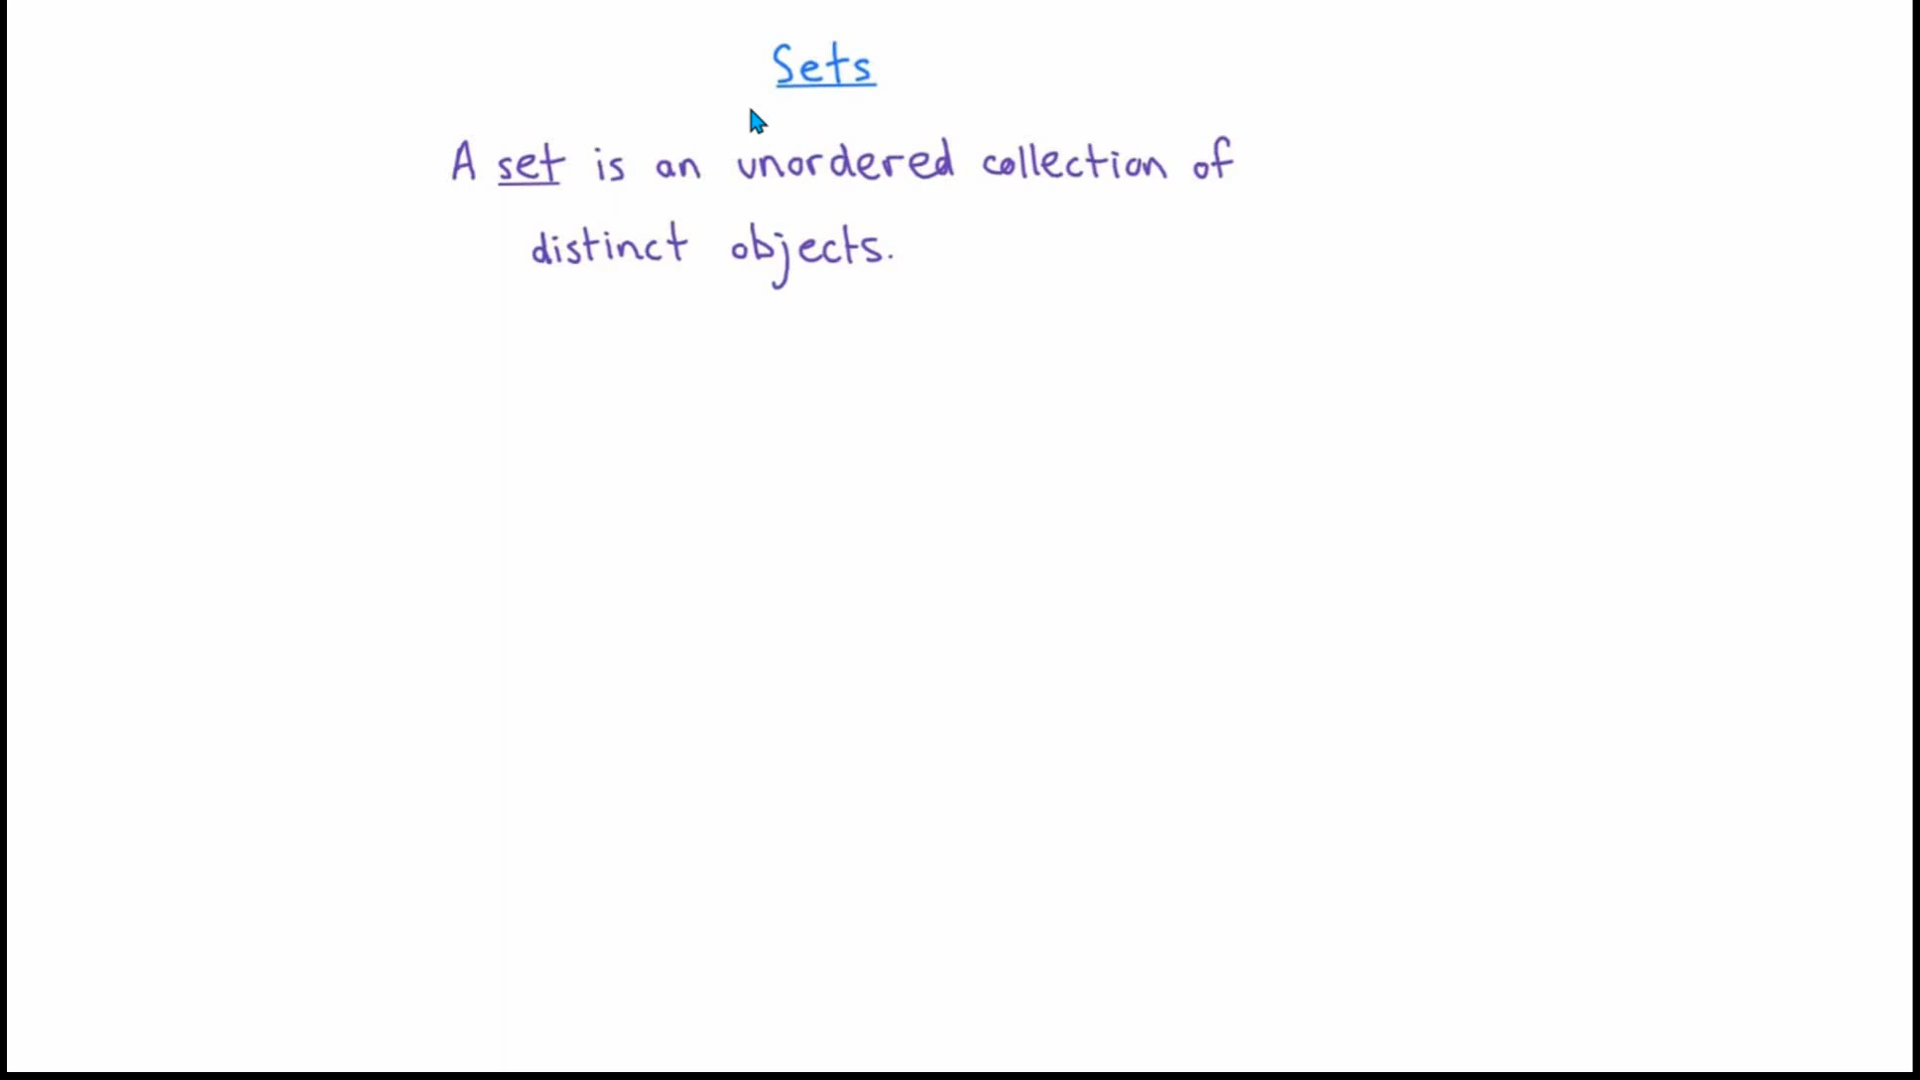 Sets
A set is an unordered collection of
distinct objects.